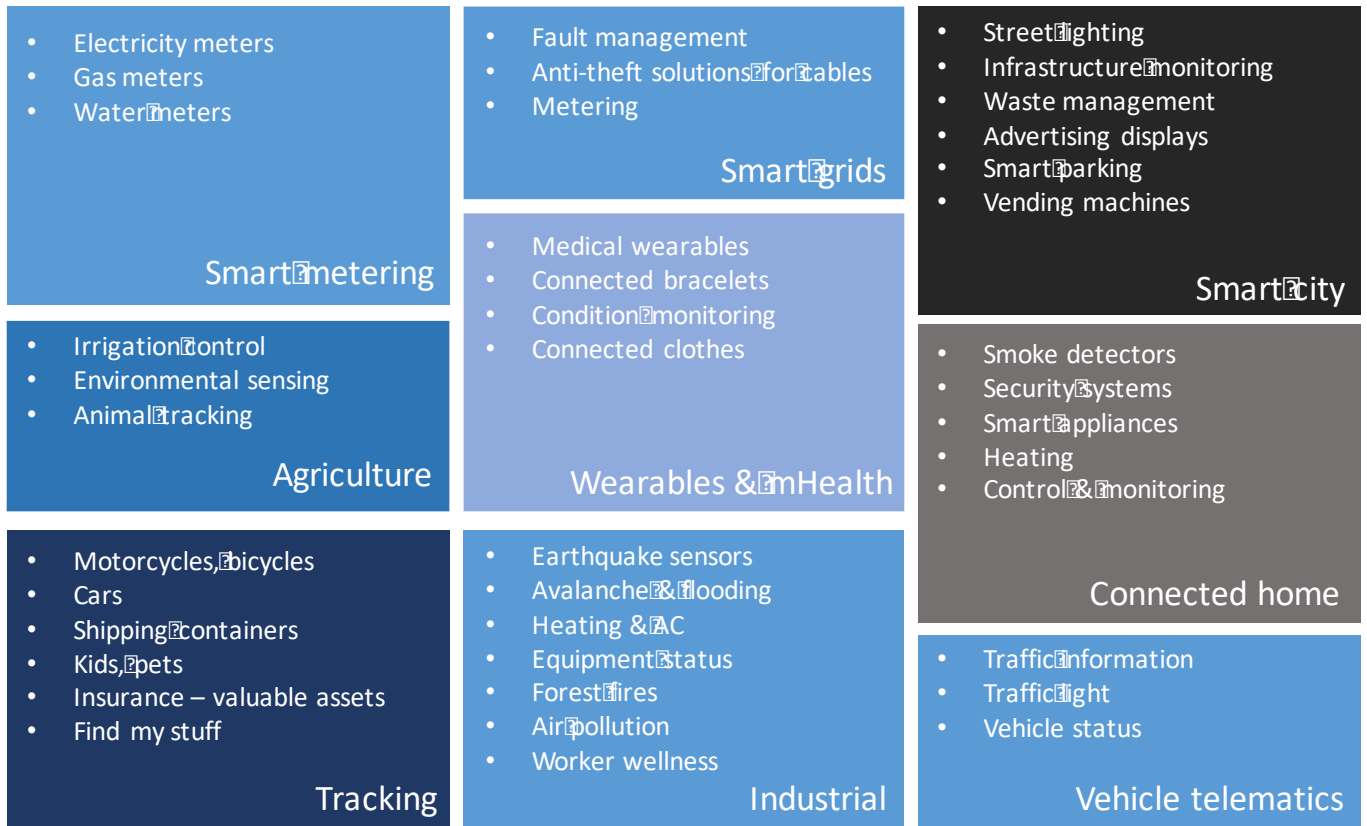 • Electricity meters
• Gas meters
• Water meters
Smart metering
• Fault management
• Anti-theft solutions for cables
• Metering
Smart grids
• Street lighting
• Infrastructure monitoring
• Waste management
• Advertising displays
• Smart parking
• Vending machines
Smart city
• Irrigation control
• Environmental sensing
• Animal tracking
Agriculture
• Medical wearables
• Connected bracelets
• Condition monitoring
• Connected clothes
Wearables & mHealth
• Smoke detectors
• Security systems
• Smart appliances
• Heating
• Control & monitoring
Connected home
• Motorcycles, bicycles
• Cars
• Shipping containers
• Kids, pets
• Insurance – valuable assets
• Find my stuff
Tracking
• Earthquake sensors
• Avalanche & flooding
• Heating & AC
• Equipment status
• Forest fires
• Air pollution
• Worker wellness
Industrial
• Traffic information
• Traffic light
• Vehicle status
Vehicle telematics